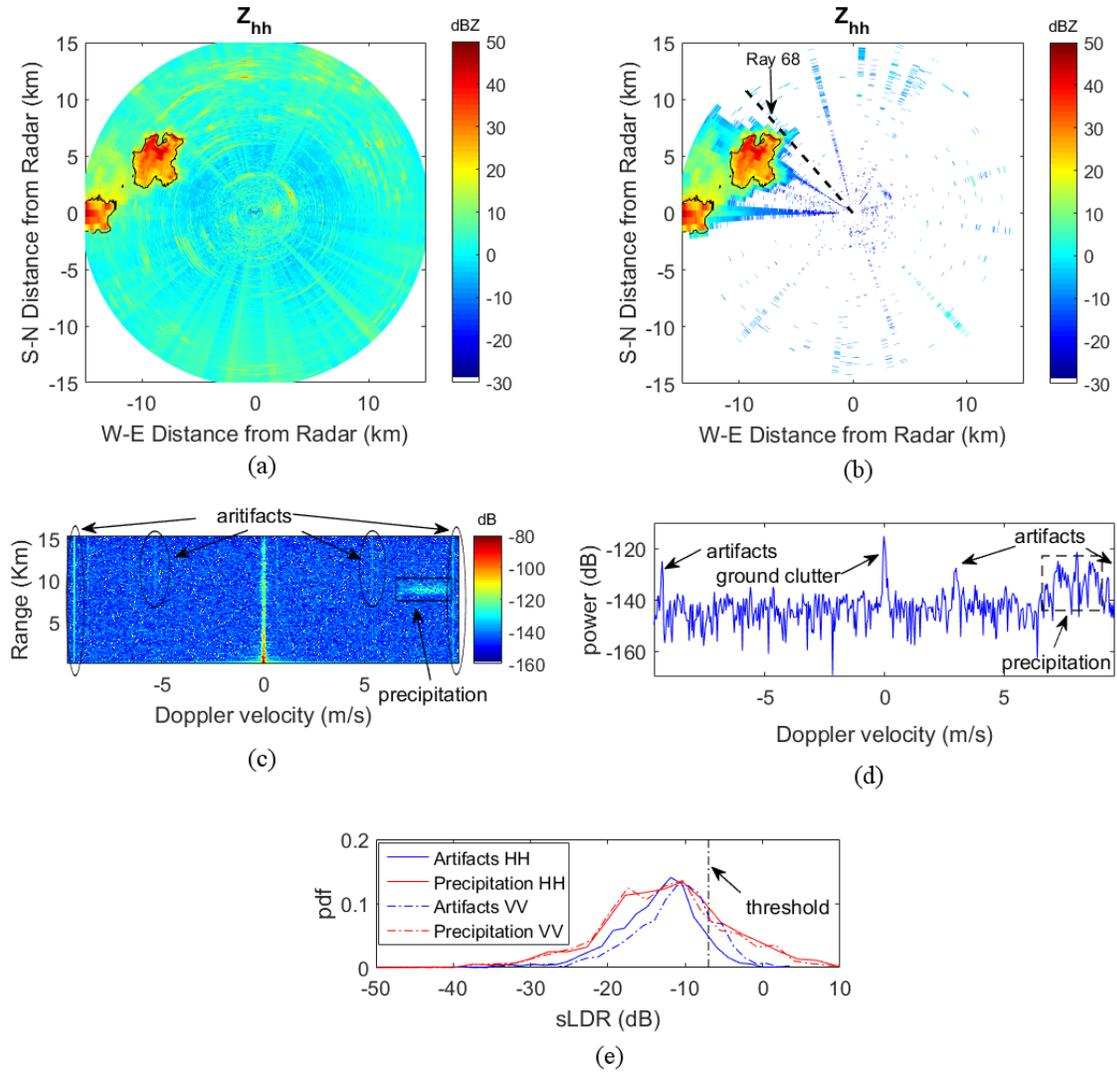 Z_hh
dBZ
15
10
5
0
-5
-10
-15
-10
0
10
50
40
30
20
10
0
-10
-20
-30
S-N Distance from Radar (km)
W-E Distance from Radar (km)
(a)
Z_hh
dBZ
Ray 68
15
10
5
0
-5
-10
-15
-10
0
10
50
40
30
20
10
0
-10
-20
-30
S-N Distance from Radar (km)
W-E Distance from Radar (km)
(b)
aritifacts
dB
15
10
5
-5
0
5
-80
-100
-120
-140
-160
Range (Km)
precipitation
Doppler velocity (m/s)
(c)
artifacts
artifacts
ground clutter
precipitation
-120
-140
-160
power (dB)
-5
0
5
Doppler velocity (m/s)
(d)
0.2
0.1
0
pdf
Artifacts HH
Precipitation HH
Artifacts VV
Precipitation VV
threshold
-50
-40
-30
-20
-10
0
10
sLDR (dB)
(e)